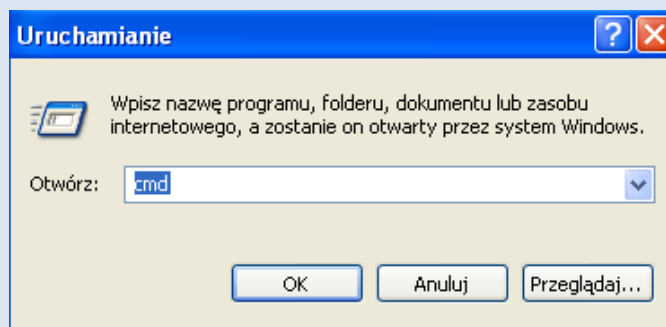 Uruchamianie
Wpisz nazwę programu, folderu, dokumentu lub zasobu
internetowego, a zostanie on otwarty przez system Windows.
Otwórz: cmd
OK Anuluj Przeglądaj...